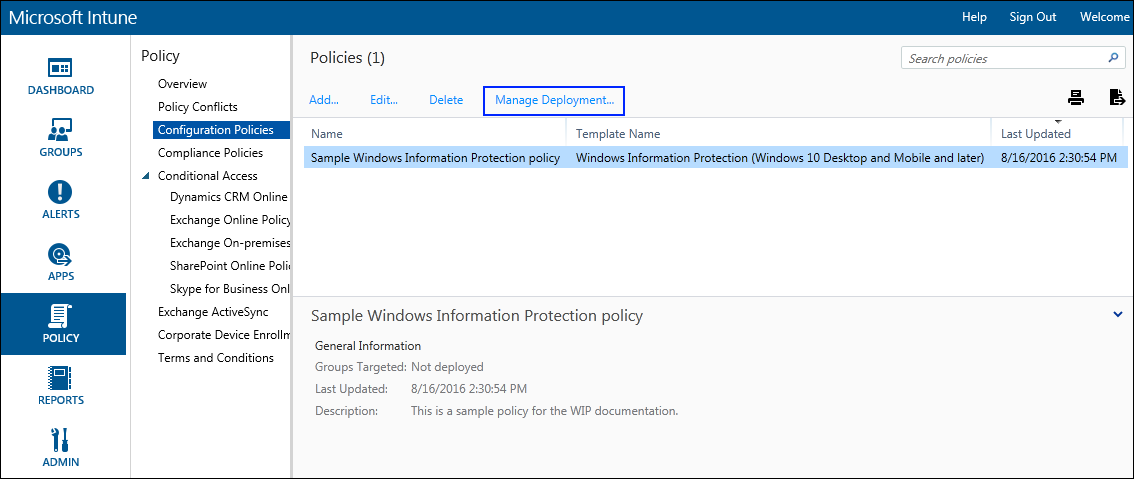 Microsoft Intune
Help Sign Out Welcome
DASHBOARD
GROUPS
ALERTS
APPS
POLICY
REPORTS
ADMIN
Policy
Overview
Policy Conflicts
Configuration Policies
Compliance Policies
Conditional Access
Dynamics CRM Online
Exchange Online Policy
Exchange On-premises
SharePoint Online Poli
Skype for Business Onl
Exchange ActiveSync
Corporate Device Enrollm
Terms and Conditions
Policies (1)
Search policies
Add... Edit... Delete Manage Deployment...
Name Template Name Last Updated
Sample Windows Information Protection policy Windows Information Protection (Windows 10 Desktop and Mobile and later) 8/16/2016 2:30:54 PM
Sample Windows Information Protection policy
General Information
Groups Targeted: Not deployed
Last Updated: 8/16/2016 2:30:54 PM
Description: This is a sample policy for the WIP documentation.